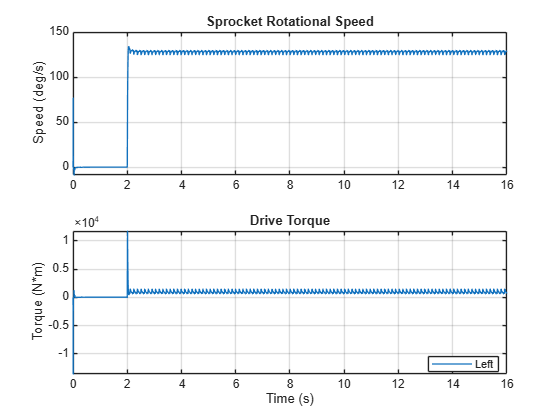 Sprocket Rotational Speed
150
100
50
0
Speed (deg/s)
0 2 4 6 8 10 12 14 16
Drive Torque
×10⁴
1
0.5
0
-0.5
-1
Torque (N*m)
Left
0 2 4 6 8 10 12 14 16
Time (s)